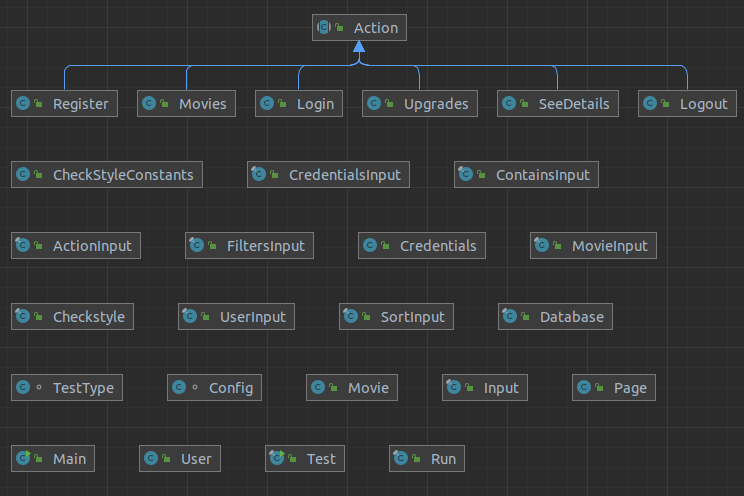 Action
Register Movies Login Upgrades SeeDetails Logout
CheckStyleConstants CredentialsInput ContainsInput
ActionInput FiltersInput Credentials MovieInput
Checkstyle UserInput SortInput Database
TestType Config Movie Input Page
Main User Test Run